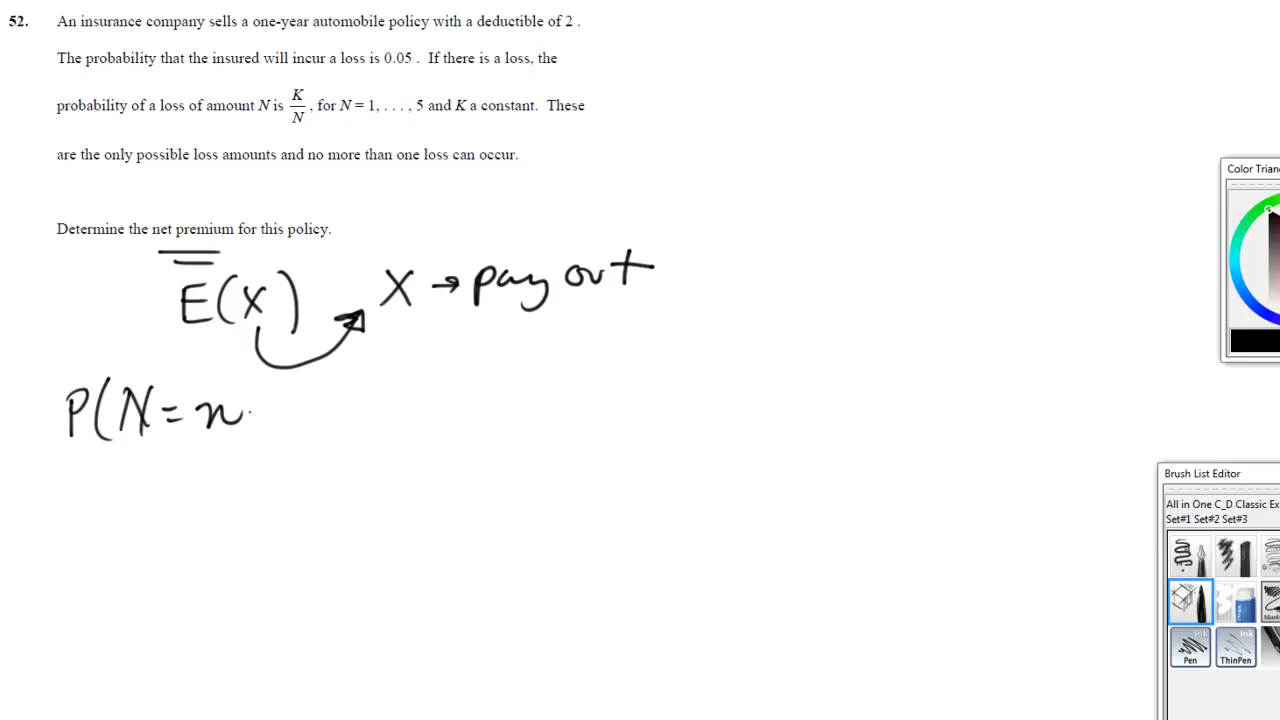 52. An insurance company sells a one-year automobile policy with a deductible of 2 .
The probability that the insured will incur a loss is 0.05 . If there is a loss, the
probability of a loss of amount N is K/N , for N = 1, . . . , 5 and K a constant. These
are the only possible loss amounts and no more than one loss can occur.
Determine the net premium for this policy.
E(X) X → pay out
P(N = n
Color Trian
Brush List Editor
All in One C_D Classic Ex
Set#1 Set#2 Set#3
ink ink
Pen ThinPen